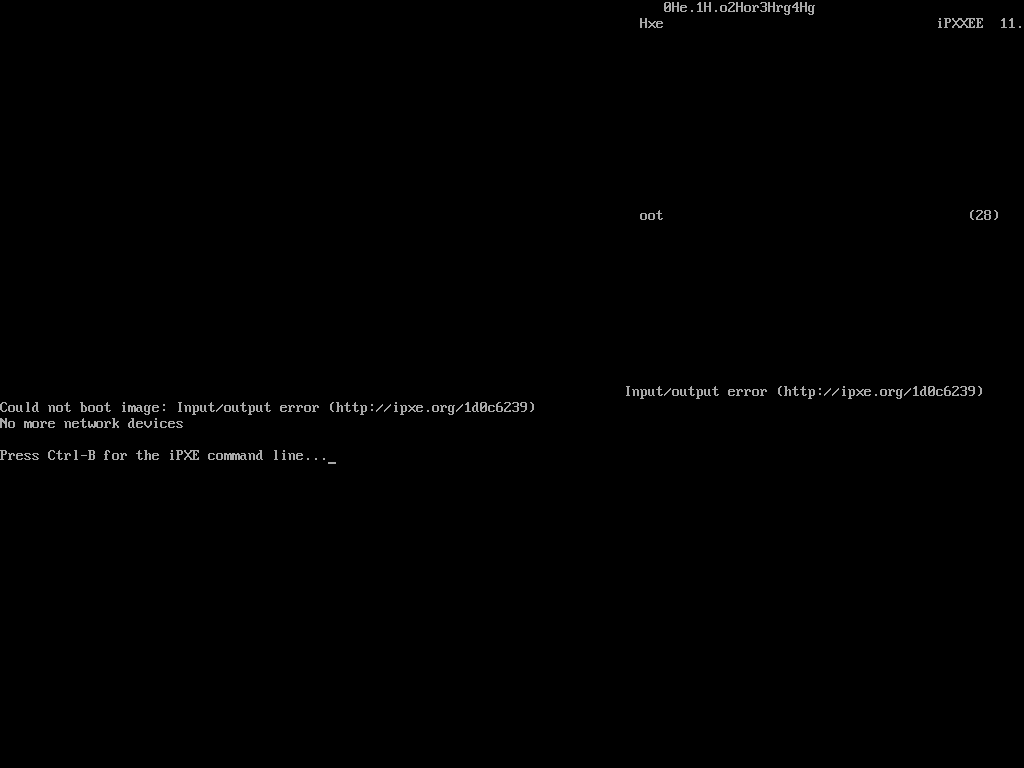 0He.1H.o2Hor3Hrg4Hg
Hxe iPXXEE 11.
oot (28)
Input/output error (http://ipxe.org/1d0c6239)
Could not boot image: Input/output error (http://ipxe.org/1d0c6239)
No more network devices
Press Ctrl-B for the iPXE command line..._